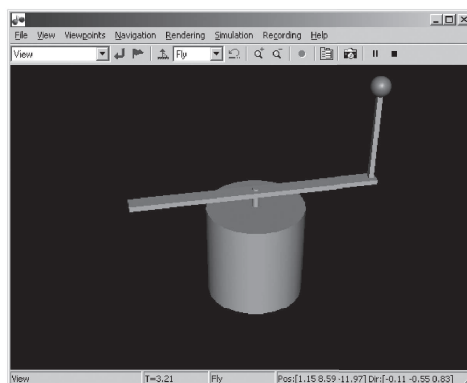 File View Viewpoints Navigation Rendering Simulation Recording Help
View Fly
View T=3.21 Fly Pos:[1.15 8.59 -11.97] Dir:[-0.11 -0.55 0.83]